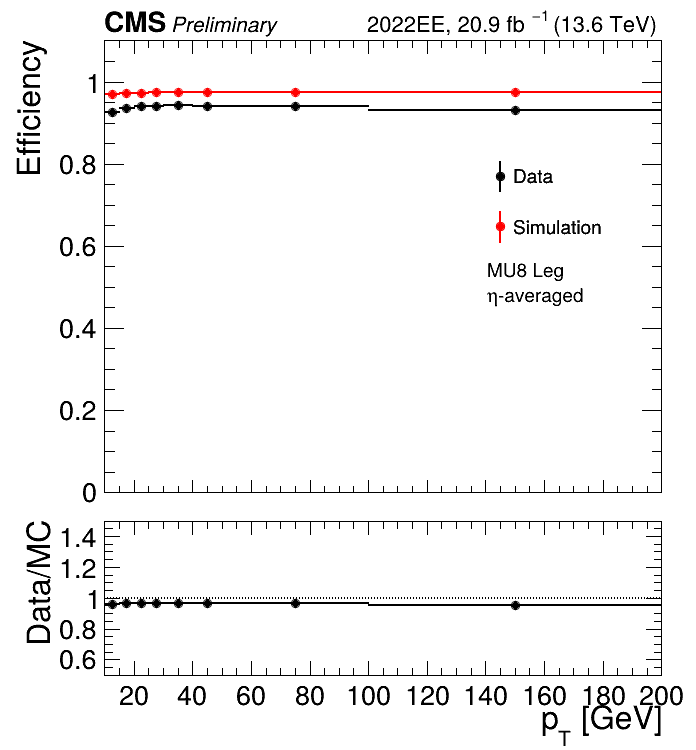 CMS Preliminary 2022EE, 20.9 fb⁻¹ (13.6 TeV)
Efficiency
1
0.8
0.6
0.4
0.2
0
Data
Simulation
MU8 Leg
η-averaged
Data/MC
1.4
1.2
1
0.8
0.6
20 40 60 80 100 120 140 160 180 200
p_T [GeV]